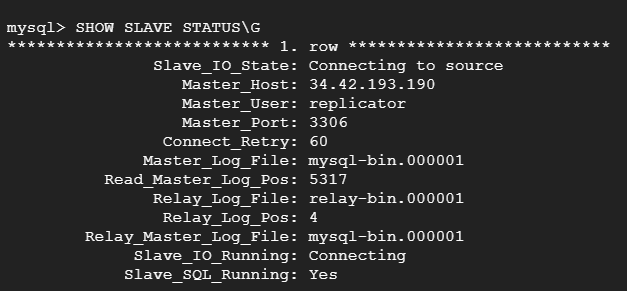 mysql> SHOW SLAVE STATUS\G
*************************** 1. row ***************************
Slave_IO_State: Connecting to source
Master_Host: 34.42.193.190
Master_User: replicator
Master_Port: 3306
Connect_Retry: 60
Master_Log_File: mysql-bin.000001
Read_Master_Log_Pos: 5317
Relay_Log_File: relay-bin.000001
Relay_Log_Pos: 4
Relay_Master_Log_File: mysql-bin.000001
Slave_IO_Running: Connecting
Slave_SQL_Running: Yes